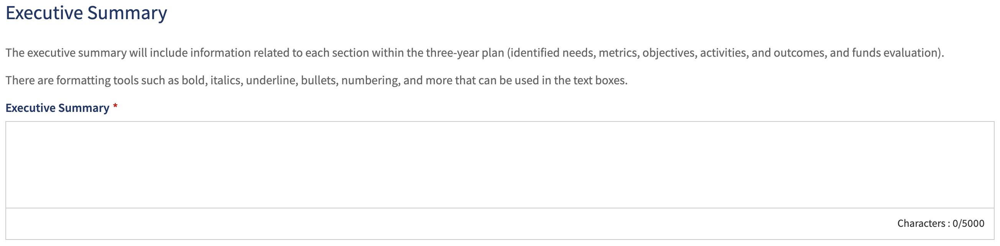 Executive Summary
The executive summary will include information related to each section within the three-year plan (identified needs, metrics, objectives, activities, and outcomes, and funds evaluation).
There are formatting tools such as bold, italics, underline, bullets, numbering, and more that can be used in the text boxes.
Executive Summary *
Characters : 0/5000